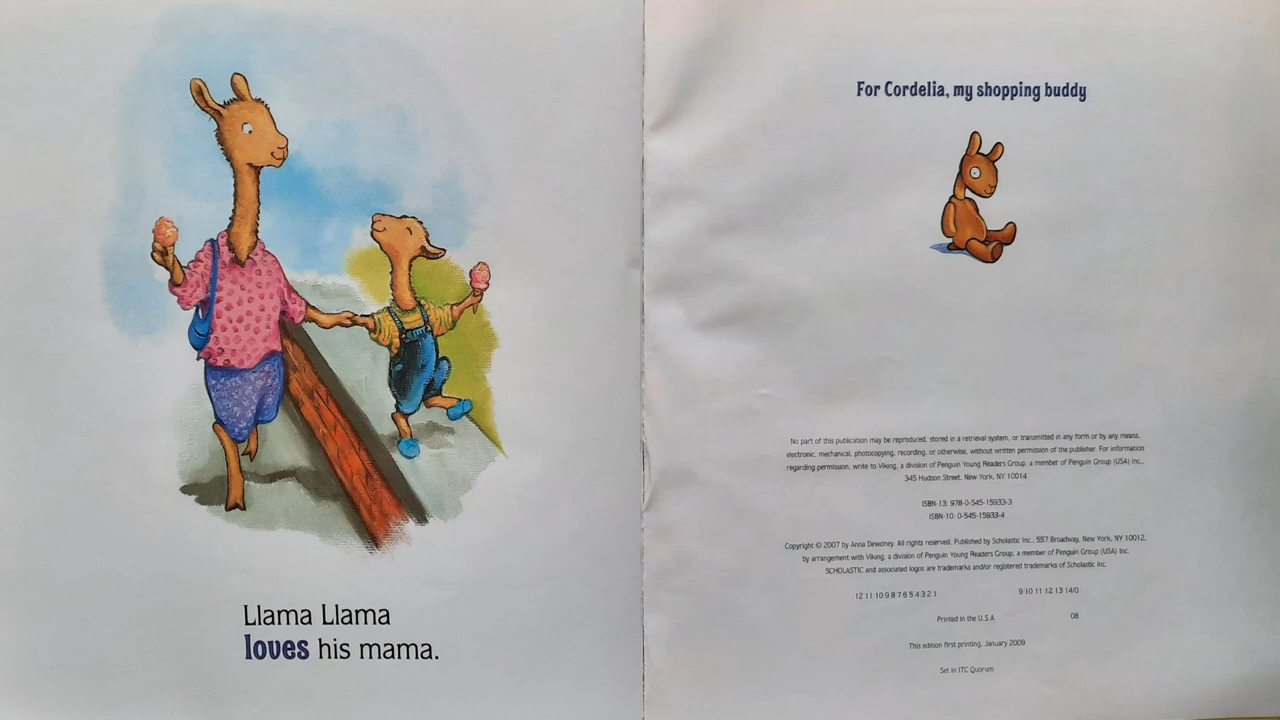 Llama Llama
loves his mama.
For Cordelia, my shopping buddy
No part of this publication may be reproduced, stored in a retrieval system, or transmitted in any form or by any means,
electronic, mechanical, photocopying, recording, or otherwise, without written permission of the publisher. For information
regarding permission, write to Viking, a division of Penguin Young Readers Group, a member of Penguin Group (USA) Inc.,
345 Hudson Street, New York, NY 10014.
ISBN-13: 978-0-545-15933-3
ISBN-10: 0-545-15933-4
Copyright © 2007 by Anna Dewdney. All rights reserved. Published by Scholastic Inc., 557 Broadway, New York, NY 10012,
by arrangement with Viking, a division of Penguin Young Readers Group, a member of Penguin Group (USA) Inc.
SCHOLASTIC and associated logos are trademarks and/or registered trademarks of Scholastic Inc.
12 11 10 9 8 7 6 5 4 3 2 1 9 10 11 12 13 14/0
Printed in the U.S.A. 08
This edition first printing, January 2009
Set in ITC Quorum